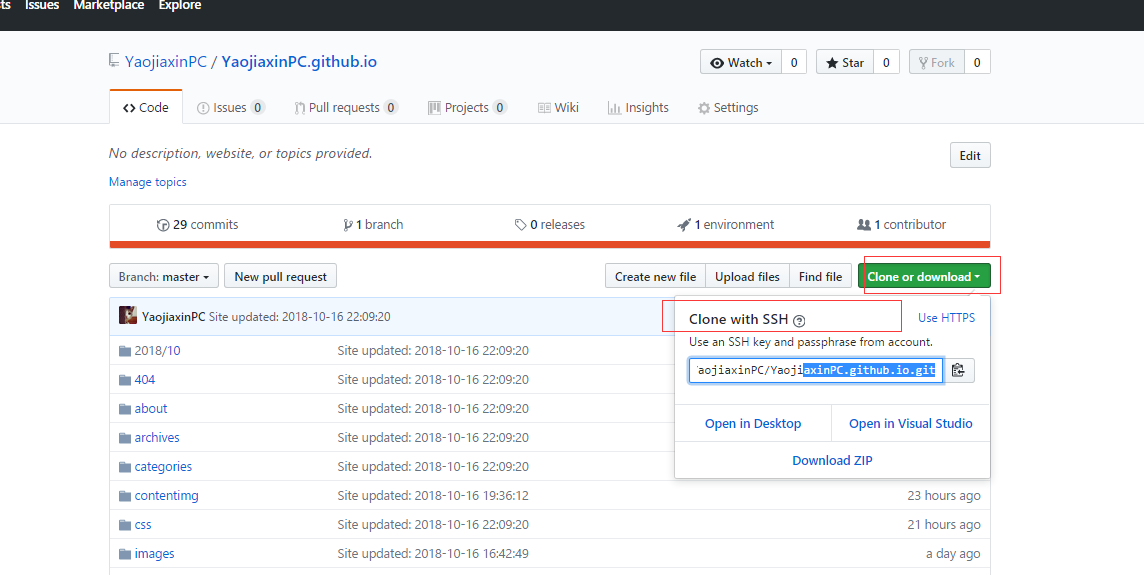 Issues Marketplace Explore
YaojiaxinPC / YaojiaxinPC.github.io
Watch 0 Star 0 Fork 0
Code Issues 0 Pull requests 0 Projects 0 Wiki Insights Settings
No description, website, or topics provided.
Edit
Manage topics
29 commits 1 branch 0 releases 1 environment 1 contributor
Branch: master New pull request Create new file Upload files Find file Clone or download
YaojiaxinPC Site updated: 2018-10-16 22:09:20
Clone with SSH ? Use HTTPS
Use an SSH key and passphrase from account.
aojiaxinPC/YaojiaxinPC.github.io.git
Open in Desktop Open in Visual Studio
Download ZIP
2018/10 Site updated: 2018-10-16 22:09:20
404 Site updated: 2018-10-16 22:09:20
about Site updated: 2018-10-16 22:09:20
archives Site updated: 2018-10-16 22:09:20
categories Site updated: 2018-10-16 22:09:20
contentimg Site updated: 2018-10-16 19:36:12 23 hours ago
css Site updated: 2018-10-16 22:09:20 21 hours ago
images Site updated: 2018-10-16 16:42:49 a day ago